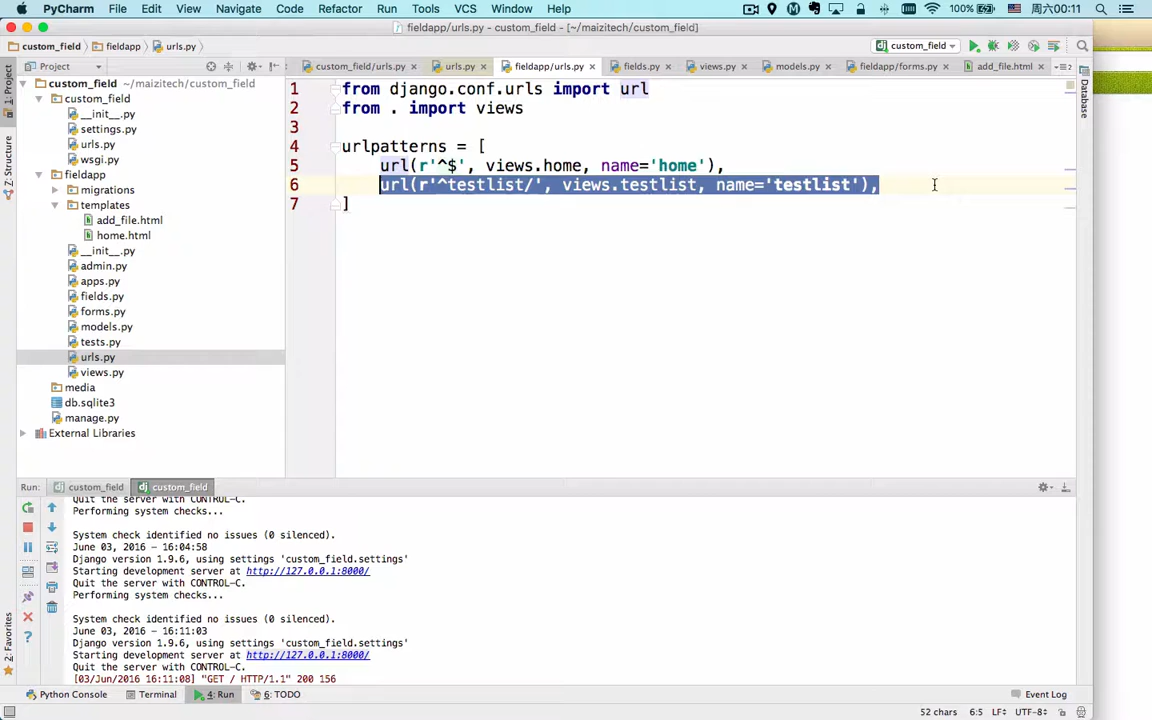 PyCharm File Edit View Navigate Code Refactor Run Tools VCS Window Help 100% 周六00:11
fieldapp/urls.py - custom_field - [~/maizitech/custom_field]
custom_field fieldapp urls.py custom_field
Project custom_field/urls.py urls.py fieldapp/urls.py fields.py views.py models.py fieldapp/forms.py add_file.html
1: Project
Z: Structure
2: Favorites
Database
custom_field ~/maizitech
custom_field
__init__.py
settings.py
urls.py
wsgi.py
fieldapp
migrations
templates
add_file.html
home.html
__init__.py
admin.py
apps.py
fields.py
forms.py
models.py
tests.py
urls.py
views.py
media
db.sqlite3
manage.py
External Libraries
1 from django.conf.urls import url
2 from . import views
3
4 urlpatterns = [
5 url(r'^$', views.home, name='home'),
6 url(r'^testlist/', views.testlist, name='testlist'),
7 ]
Run: custom_field custom_field
Quit the server with CONTROL-C.
Performing system checks...
System check identified no issues (0 silenced).
June 03, 2016 - 16:04:58
Django version 1.9.6, using settings 'custom_field.settings'
Starting development server at http://127.0.0.1:8000/
Quit the server with CONTROL-C.
Performing system checks...
System check identified no issues (0 silenced).
June 03, 2016 - 16:11:03
Django version 1.9.6, using settings 'custom_field.settings'
Starting development server at http://127.0.0.1:8000/
Quit the server with CONTROL-C.
[03/Jun/2016 16:11:08] "GET / HTTP/1.1" 200 156
Python Console Terminal 4: Run 6: TODO Event Log
52 chars 6:5 LF UTF-8